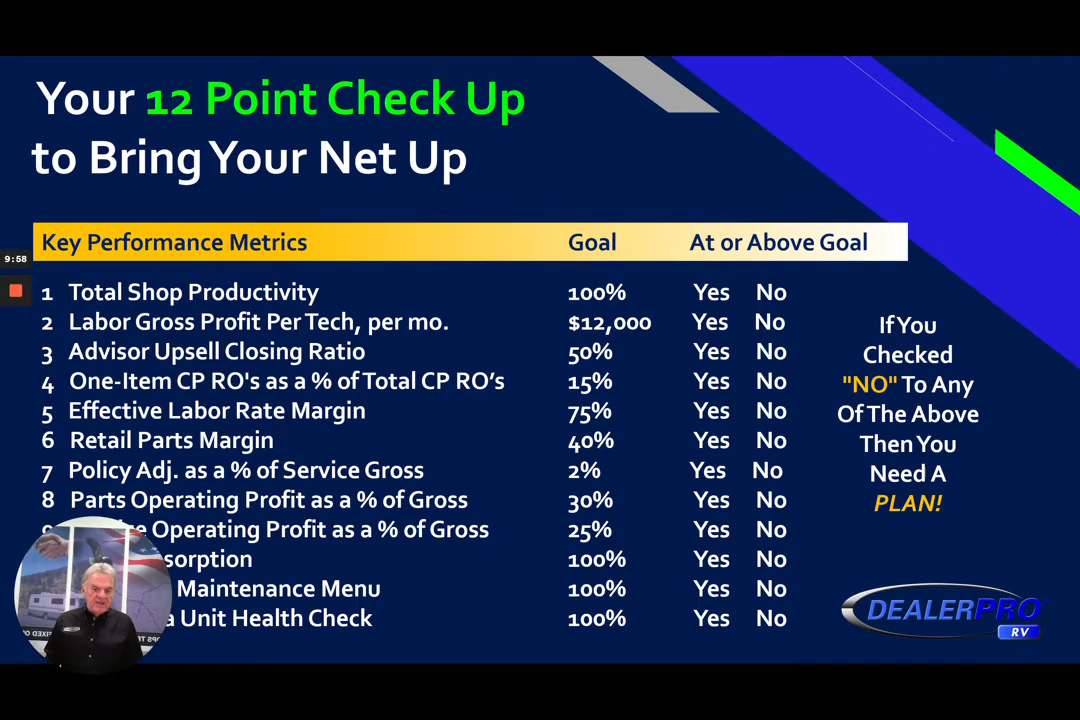 Your 12 Point Check Up
to Bring Your Net Up
Key Performance Metrics Goal At or Above Goal
9:58
1 Total Shop Productivity 100% Yes No
2 Labor Gross Profit Per Tech, per mo. $12,000 Yes No
3 Advisor Upsell Closing Ratio 50% Yes No
4 One-Item CP RO's as a % of Total CP RO’s 15% Yes No
5 Effective Labor Rate Margin 75% Yes No
6 Retail Parts Margin 40% Yes No
7 Policy Adj. as a % of Service Gross 2% Yes No
8 Parts Operating Profit as a % of Gross 30% Yes No
Operating Profit as a % of Gross 25% Yes No
sorption 100% Yes No
Maintenance Menu 100% Yes No
a Unit Health Check 100% Yes No
If You
Checked
"NO" To Any
Of The Above
Then You
Need A
PLAN!
DEALERPRO
RV